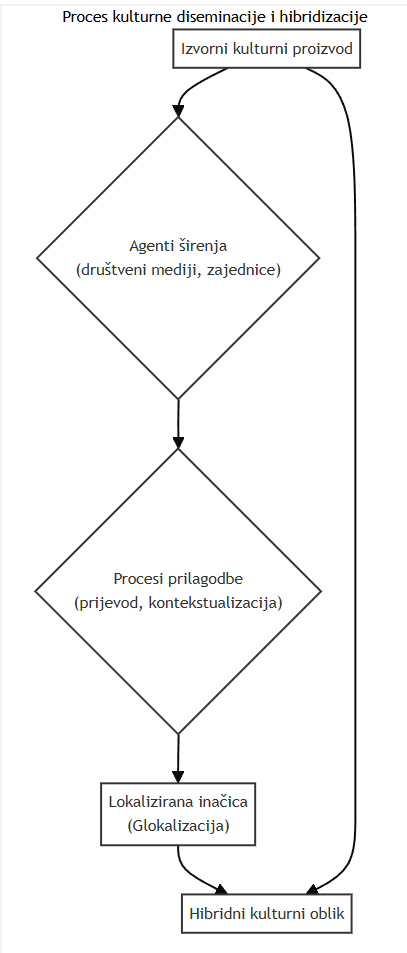 Proces kulturne diseminacije i hibridizacije
Izvorni kulturni proizvod
Agenti širenja
(društveni mediji, zajednice)
Procesi prilagodbe
(prijevod, kontekstualizacija)
Lokalizirana inačica
(Glokalizacija)
Hibridni kulturni oblik